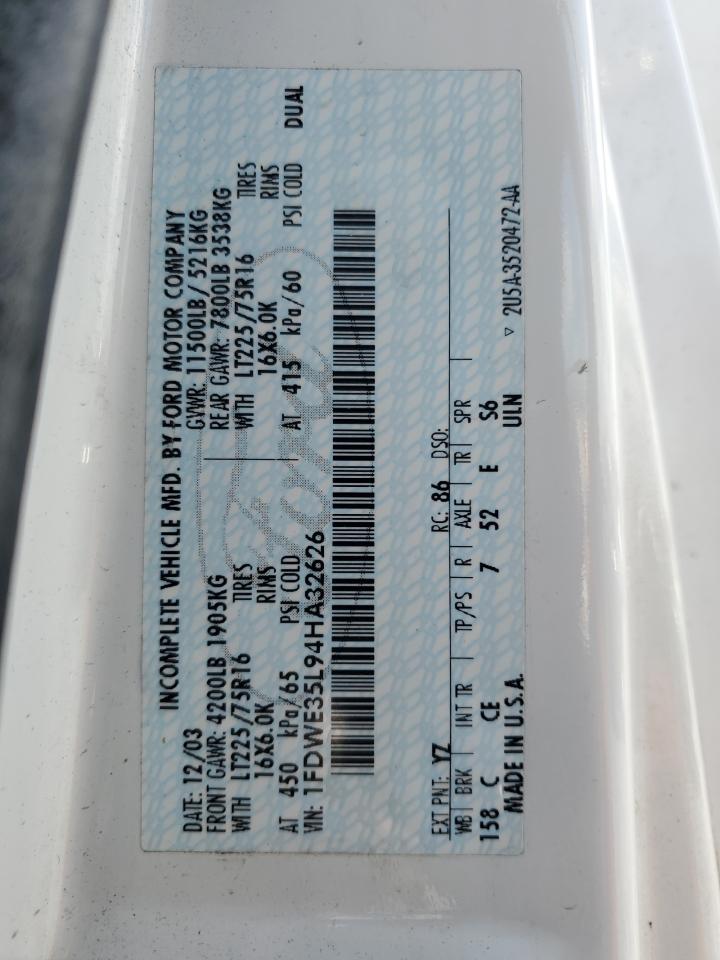 INCOMPLETE VEHICLE MFD. BY FORD MOTOR COMPANY
DATE: 12/03 GVWR: 11500LB/ 5216KG
FRONT GAWR: 4200LB 1905KG REAR GAWR: 7800LB 3538KG
WITH LT225/75R16 TIRES WITH LT225/75R16 TIRES
16X6.0K RIMS 16X6.0K RIMS
AT 450 kPa/65 PSI COLD AT 415 kPa/60 PSI COLD DUAL
VIN: 1FDWE35L94HA32626
Ford
EXT PNT: YZ RC: 86 DSO:
WB BRK INT TR TP/PS R AXLE TR SPR
158 C CE 7 52 E S6
MADE IN U.S.A. ULN
▽ 2U5A-3520472-AA